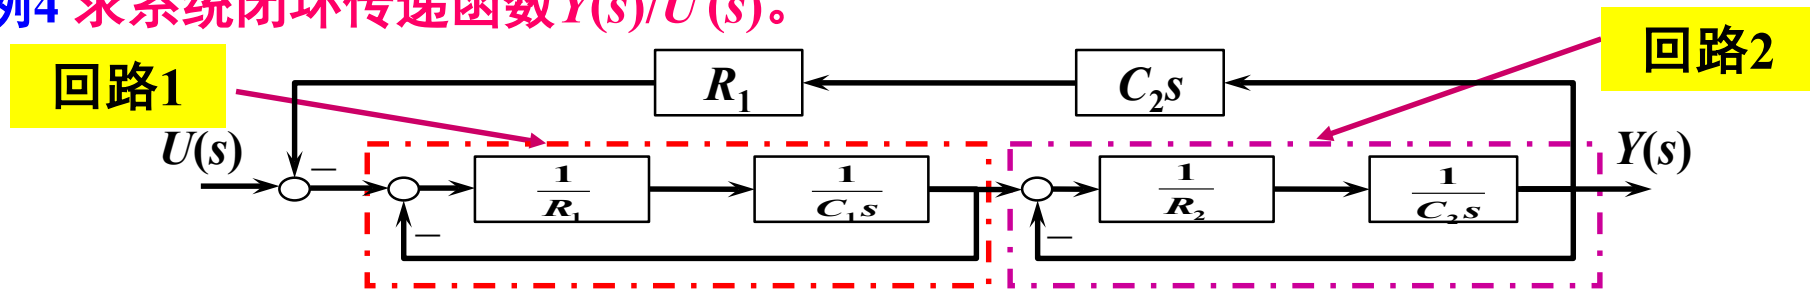 例4 求系统闭环传递函数Y(s)/U(s)。
回路1
回路2
R₁
C₂s
U(s)
Y(s)
−
−
−
1/R₁
1/C₁s
1/R₂
1/C₂s